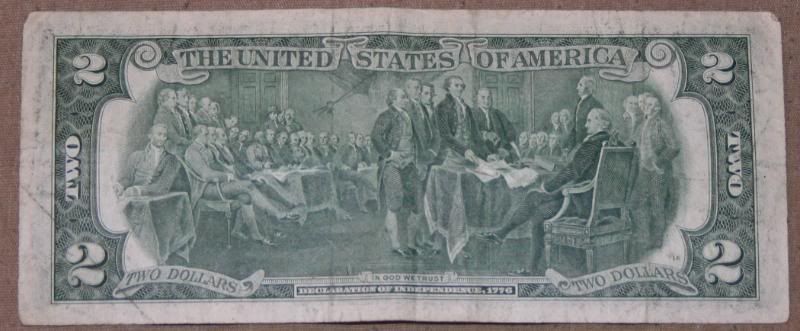 2 THE UNITED STATES OF AMERICA 2
TWO TWO
2 TWO DOLLARS IN GOD WE TRUST TWO DOLLARS 2
DECLARATION OF INDEPENDENCE, 1776